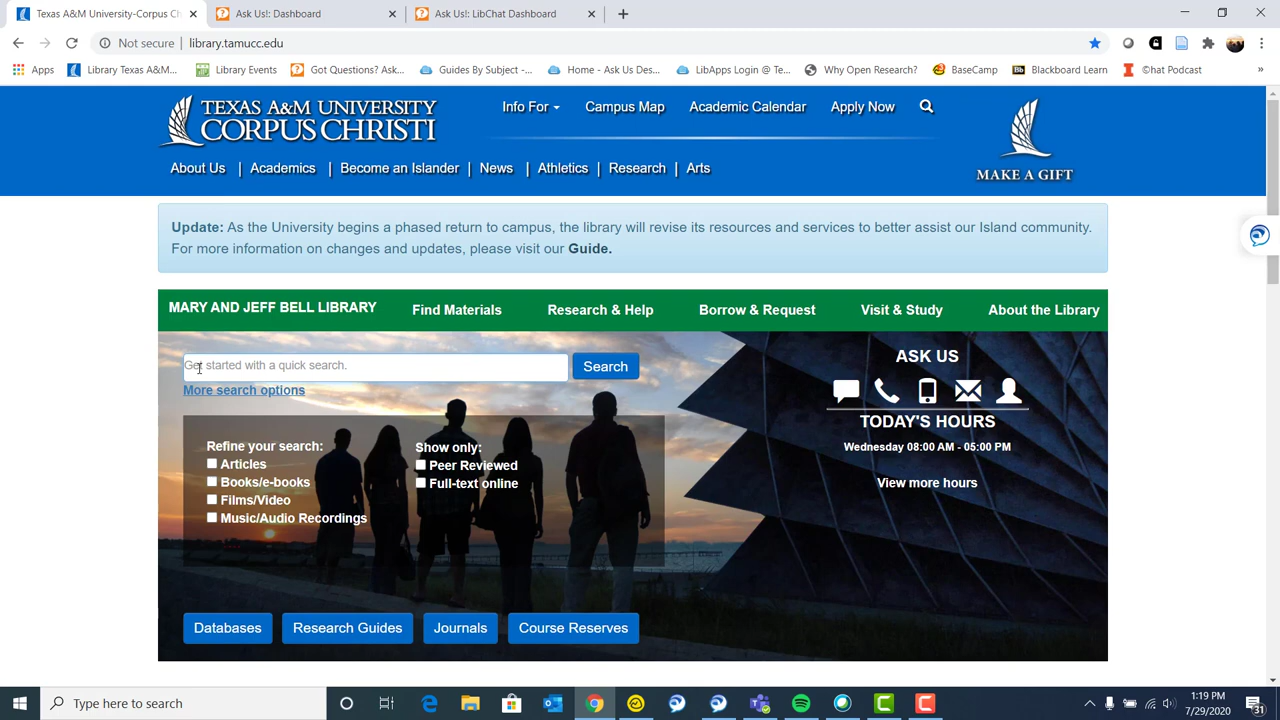 Texas A&M University-Corpus Ch
Ask Us!: Dashboard
Ask Us!: LibChat Dashboard
Not secure | library.tamucc.edu
Apps
Library Texas A&M...
Library Events
Got Questions? Ask...
Guides By Subject -...
Home - Ask Us Des...
LibApps Login @ Te...
Why Open Research?
BaseCamp
Bb Blackboard Learn
©hat Podcast
»
TEXAS A&M UNIVERSITY
CORPUS CHRISTI
Info For
Campus Map
Academic Calendar
Apply Now
MAKE A GIFT
About Us | Academics | Become an Islander | News | Athletics | Research | Arts
Update: As the University begins a phased return to campus, the library will revise its resources and services to better assist our Island community.
For more information on changes and updates, please visit our Guide.
MARY AND JEFF BELL LIBRARY
Find Materials
Research & Help
Borrow & Request
Visit & Study
About the Library
Get started with a quick search.
Search
More search options
Refine your search:
Articles
Books/e-books
Films/Video
Music/Audio Recordings
Show only:
Peer Reviewed
Full-text online
ASK US
TODAY'S HOURS
Wednesday 08:00 AM - 05:00 PM
View more hours
Databases
Research Guides
Journals
Course Reserves
Type here to search
1:19 PM
7/29/2020
31